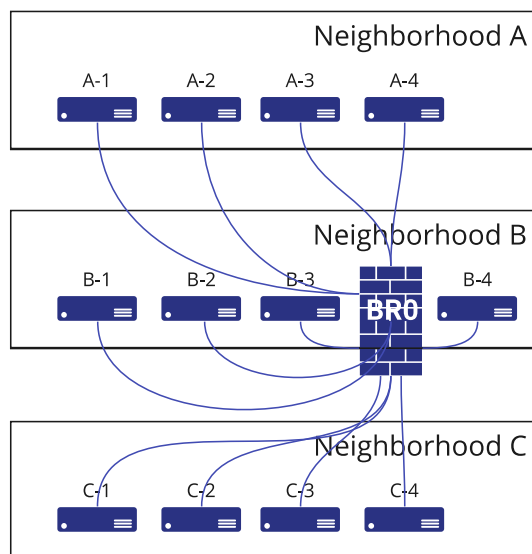 Neighborhood A
A-1 A-2 A-3 A-4
Neighborhood B
B-1 B-2 B-3 B-4
BR0
Neighborhood C
C-1 C-2 C-3 C-4